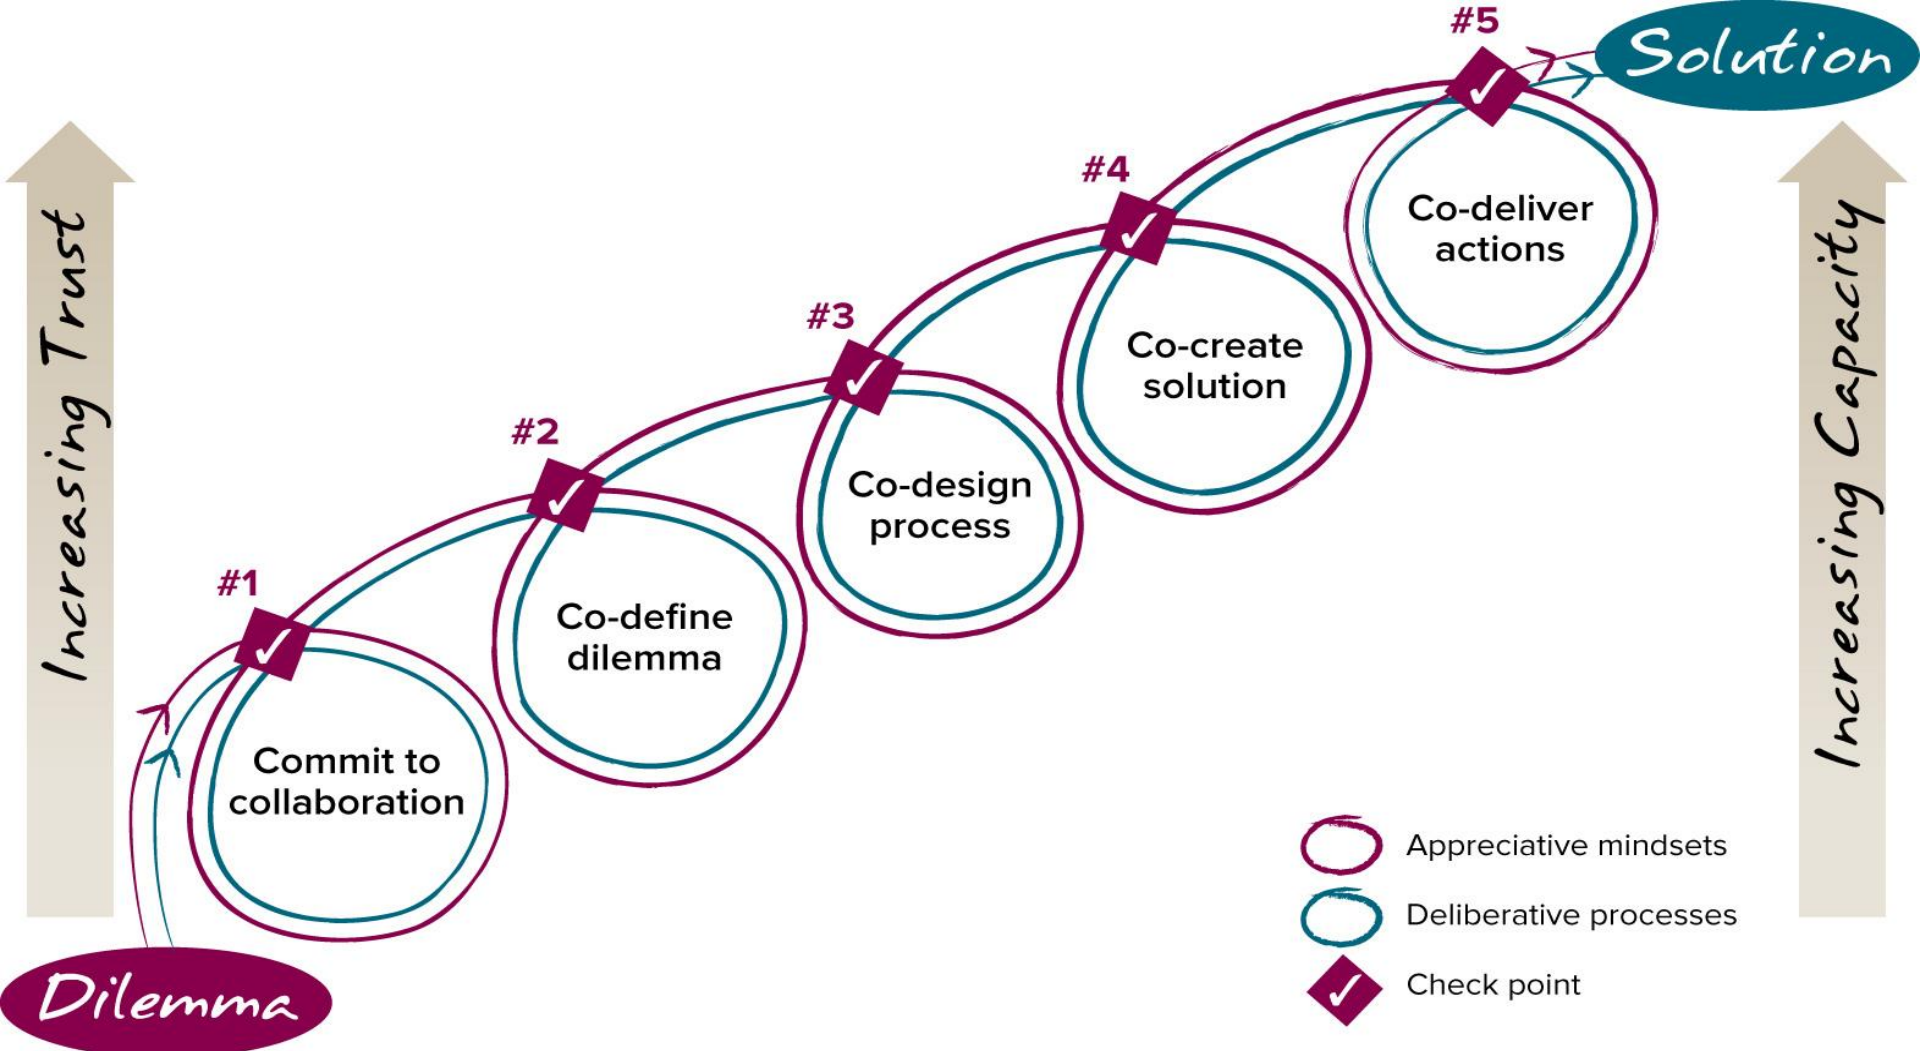 #5
Solution
#4
Co-deliver
actions
#3
Co-create
solution
#2
Co-design
process
#1
Co-define
dilemma
Commit to
collaboration
Dilemma
Increasing Trust
Increasing Capacity
Appreciative mindsets
Deliberative processes
Check point